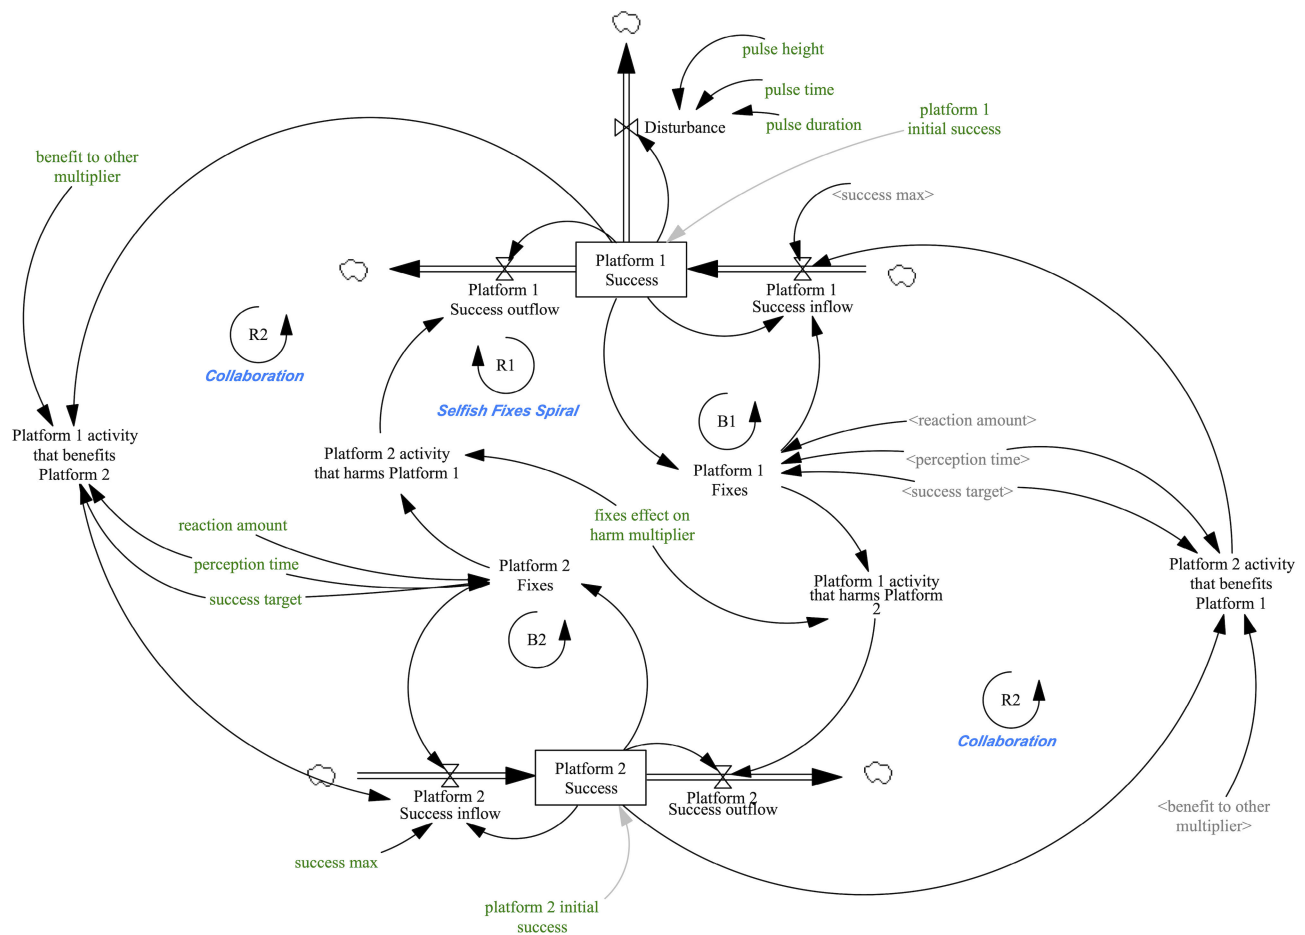 pulse height
pulse time
pulse duration
Disturbance
platform 1
initial success
benefit to other
multiplier
<success max>
Platform 1
Success
Platform 1
Success outflow
Platform 1
Success inflow
R2
Collaboration
R1
Selfish Fixes Spiral
B1
<reaction amount>
<perception time>
<success target>
Platform 1 activity
that benefits
Platform 2
Platform 2 activity
that harms Platform 1
Platform 1
Fixes
reaction amount
perception time
success target
fixes effect on
harm multiplier
Platform 2
Fixes
Platform 1 activity
that harms Platform
2
Platform 2 activity
that benefits
Platform 1
B2
R2
Collaboration
Platform 2
Success
Platform 2
Success inflow
Platform 2
Success outflow
<benefit to other
multiplier>
success max
platform 2 initial
success